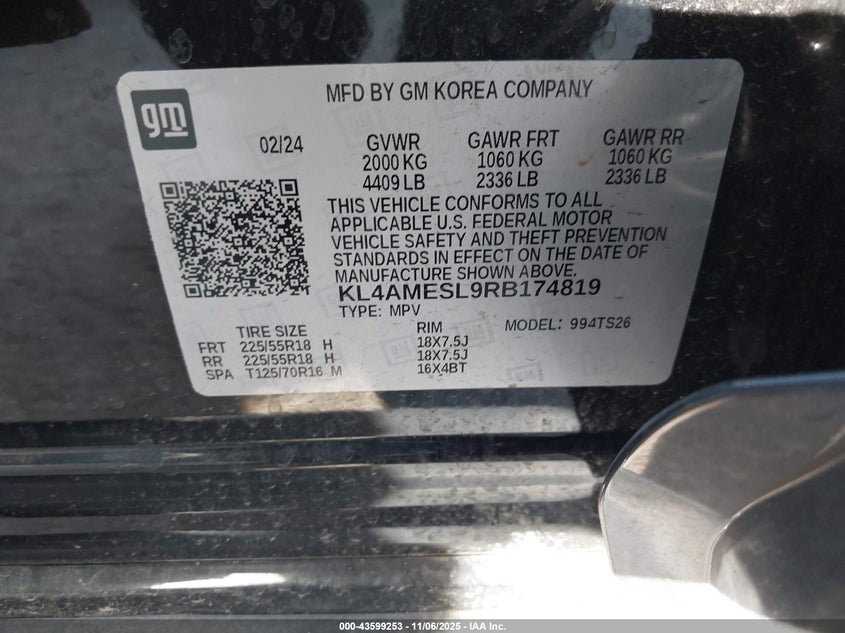 gm
MFD BY GM KOREA COMPANY
02/24
GVWR GAWR FRT GAWR RR
2000 KG 1060 KG 1060 KG
4409 LB 2336 LB 2336 LB
THIS VEHICLE CONFORMS TO ALL
APPLICABLE U.S. FEDERAL MOTOR
VEHICLE SAFETY AND THEFT PREVENTION
STANDARDS IN EFFECT ON THE DATE OF
MANUFACTURE SHOWN ABOVE.
KL4AMESL9RB174819
TYPE: MPV
TIRE SIZE RIM MODEL: 994TS26
FRT 225/55R18 H 18X7.5J
RR 225/55R18 H 18X7.5J
SPA T125/70R16 M 16X4BT
000-43599253 - 11/06/2025 - IAA Inc.